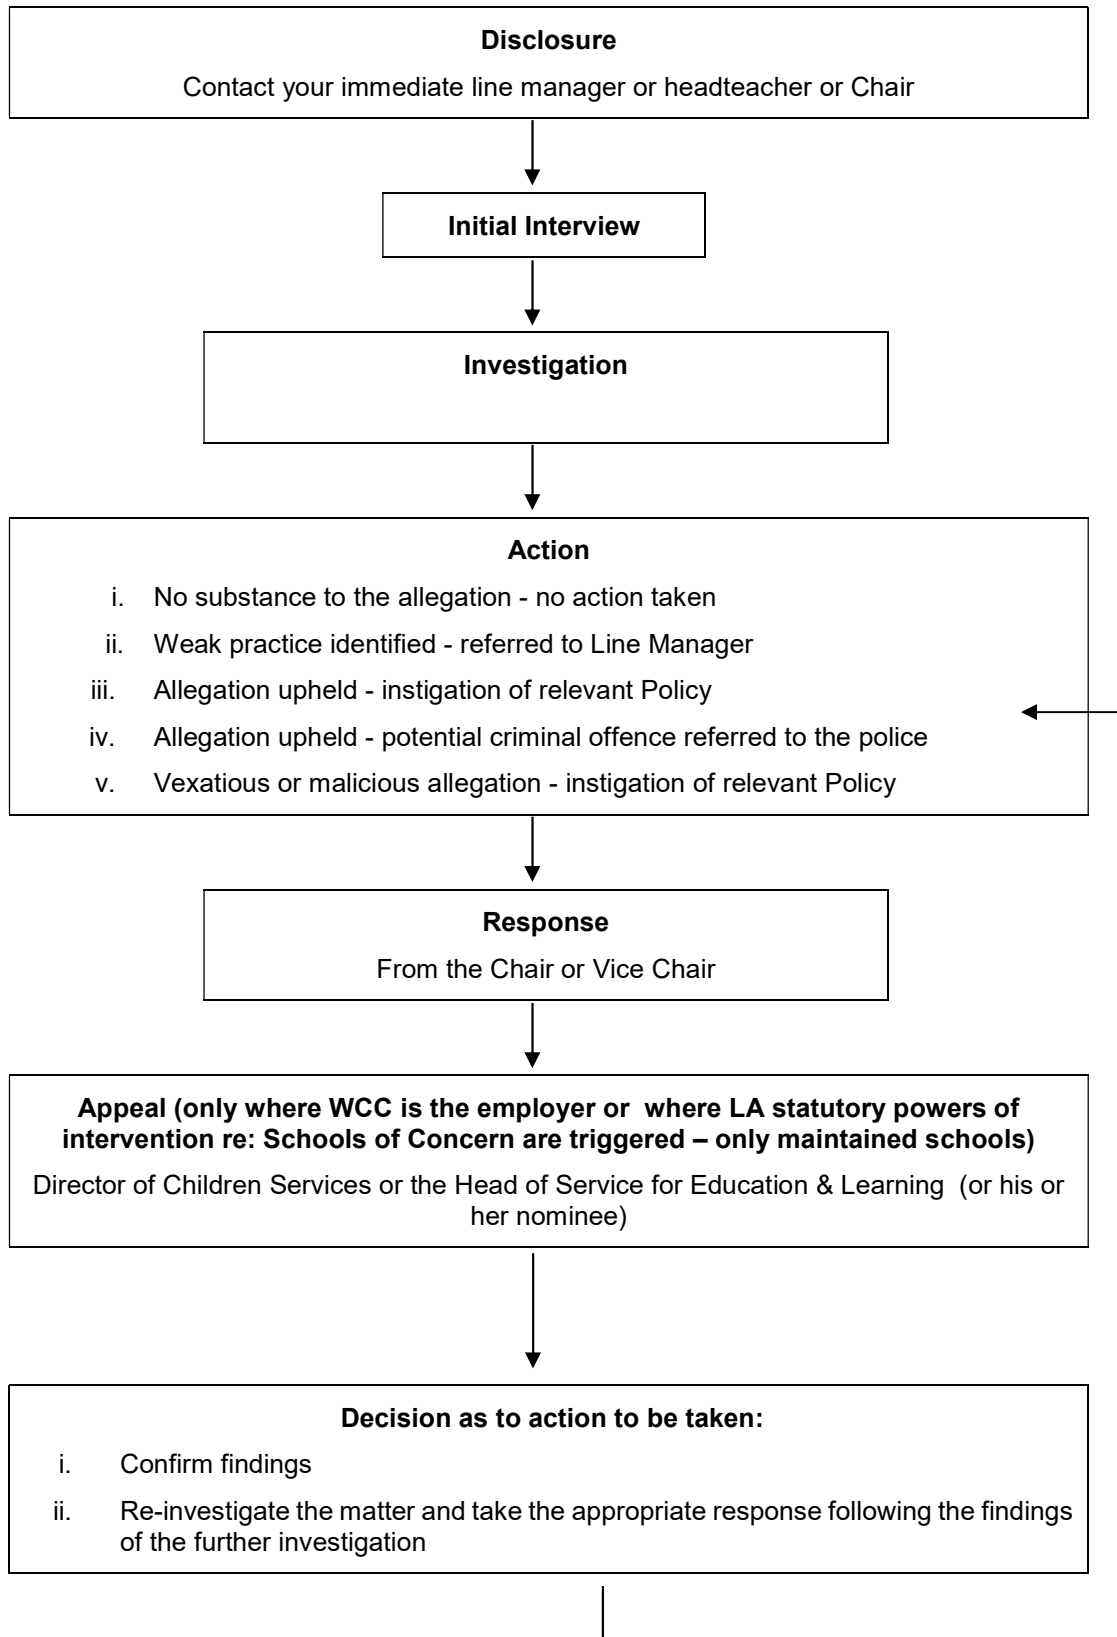 Disclosure
Contact your immediate line manager or headteacher or Chair
Initial Interview
Investigation
Action
i. No substance to the allegation - no action taken
ii. Weak practice identified - referred to Line Manager
iii. Allegation upheld - instigation of relevant Policy
iv. Allegation upheld - potential criminal offence referred to the police
v. Vexatious or malicious allegation - instigation of relevant Policy
Response
From the Chair or Vice Chair
Appeal (only where WCC is the employer or where LA statutory powers of
intervention re: Schools of Concern are triggered – only maintained schools)
Director of Children Services or the Head of Service for Education & Learning (or his or
her nominee)
Decision as to action to be taken:
i. Confirm findings
ii. Re-investigate the matter and take the appropriate response following the findings
of the further investigation